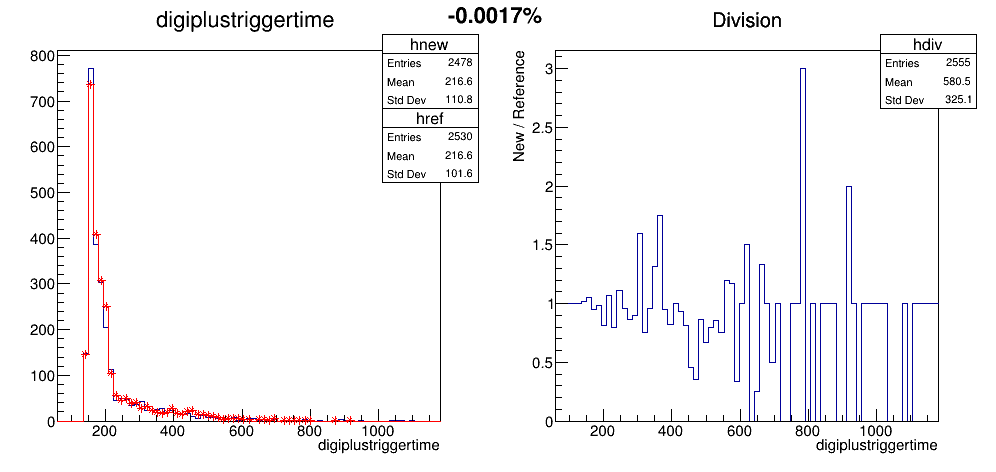 digiplustriggertime
-0.0017%
Division
hnew
Entries 2478
Mean 216.6
Std Dev 110.8
href
Entries 2530
Mean 216.6
Std Dev 101.6
800
700
600
500
400
300
200
100
0
200 400 600 800 1000
digiplustriggertime
hdiv
Entries 2555
Mean 580.5
Std Dev 325.1
New / Reference
3
2.5
2
1.5
1
0.5
0
200 400 600 800 1000
digiplustriggertime